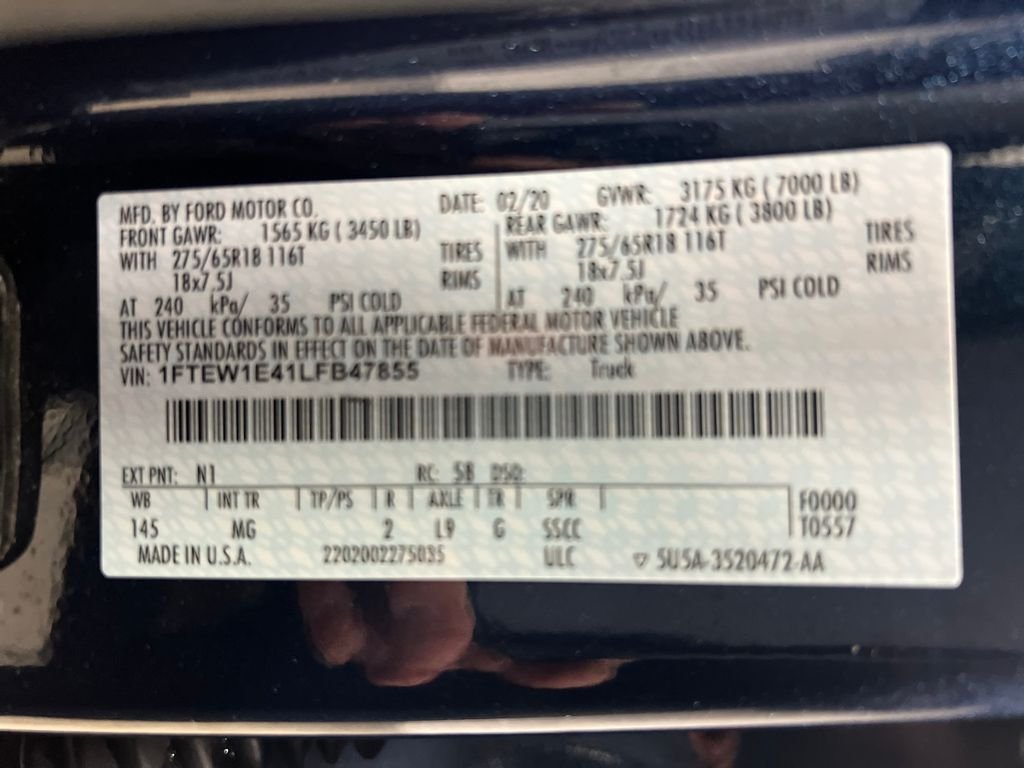 MFD. BY FORD MOTOR CO. DATE: 02/20 GVWR: 3175 KG ( 7000 LB)
FRONT GAWR: 1565 KG ( 3450 LB) REAR GAWR: 1724 KG ( 3800 LB)
WITH 275/65R18 116T TIRES WITH 275/65R18 116T TIRES
18x7.5J RIMS 18x7.5J RIMS
AT 240 kPa/ 35 PSI COLD AT 240 kPa/ 35 PSI COLD
THIS VEHICLE CONFORMS TO ALL APPLICABLE FEDERAL MOTOR VEHICLE
SAFETY STANDARDS IN EFFECT ON THE DATE OF MANUFACTURE SHOWN ABOVE.
VIN: 1FTEW1E41LFB47855 TYPE: Truck
EXT PNT: N1 RC: 58 DSO:
WB INT TR TP/PS R AXLE TR SPR F0000
145 MG 2 L9 G SSCC T0557
MADE IN U.S.A. 2202002275035 ULC ▽ 5U5A-3520472-AA